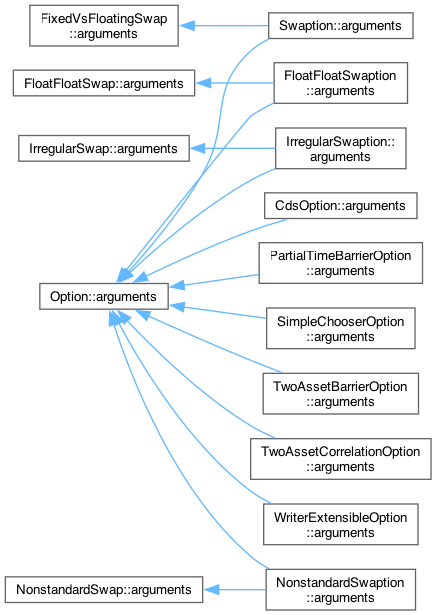 FixedVsFloatingSwap
::arguments
Swaption::arguments
FloatFloatSwap::arguments
FloatFloatSwaption
::arguments
IrregularSwap::arguments
IrregularSwaption::
arguments
CdsOption::arguments
PartialTimeBarrierOption
::arguments
Option::arguments
SimpleChooserOption
::arguments
TwoAssetBarrierOption
::arguments
TwoAssetCorrelationOption
::arguments
WriterExtensibleOption
::arguments
NonstandardSwap::arguments
NonstandardSwaption
::arguments